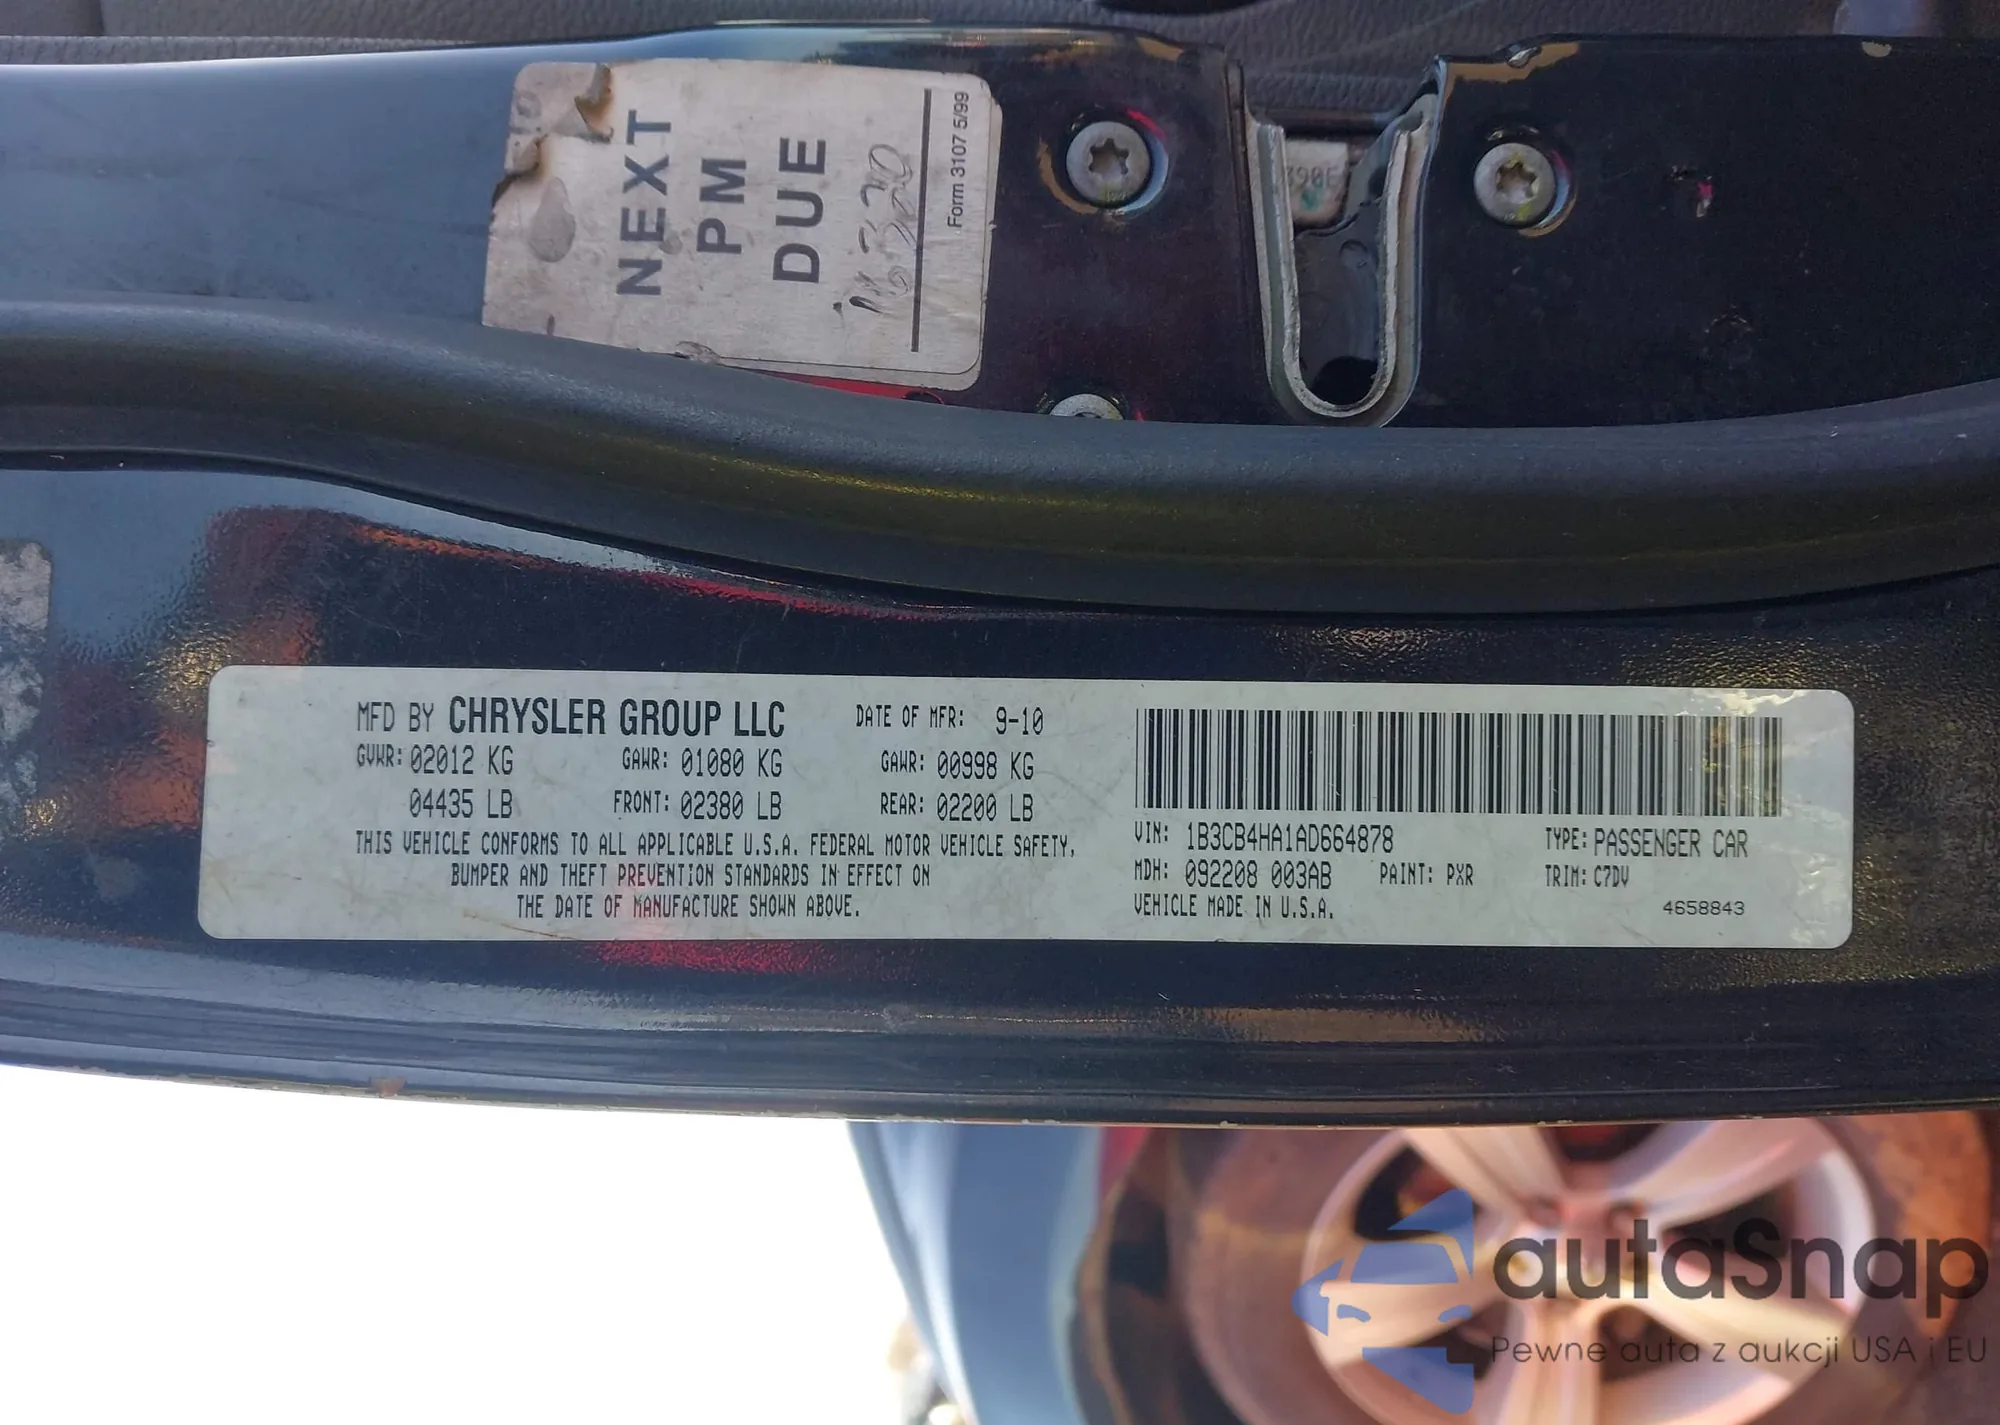 NEXT
PM
DUE
Form 3107 5/99
390E
MFD BY CHRYSLER GROUP LLC
DATE OF MFR: 9-10
GVWR: 02012 KG
GAWR: 01080 KG
GAWR: 00998 KG
04435 LB
FRONT: 02380 LB
REAR: 02200 LB
THIS VEHICLE CONFORMS TO ALL APPLICABLE U.S.A. FEDERAL MOTOR VEHICLE SAFETY,
BUMPER AND THEFT PREVENTION STANDARDS IN EFFECT ON
THE DATE OF MANUFACTURE SHOWN ABOVE.
VIN: 1B3CB4HA1AD664878
TYPE: PASSENGER CAR
MDH: 092208 003AB
PAINT: PXR
TRIM: C7DV
VEHICLE MADE IN U.S.A.
4658843
autaSnap
Pewne auta z aukcji USA i EU